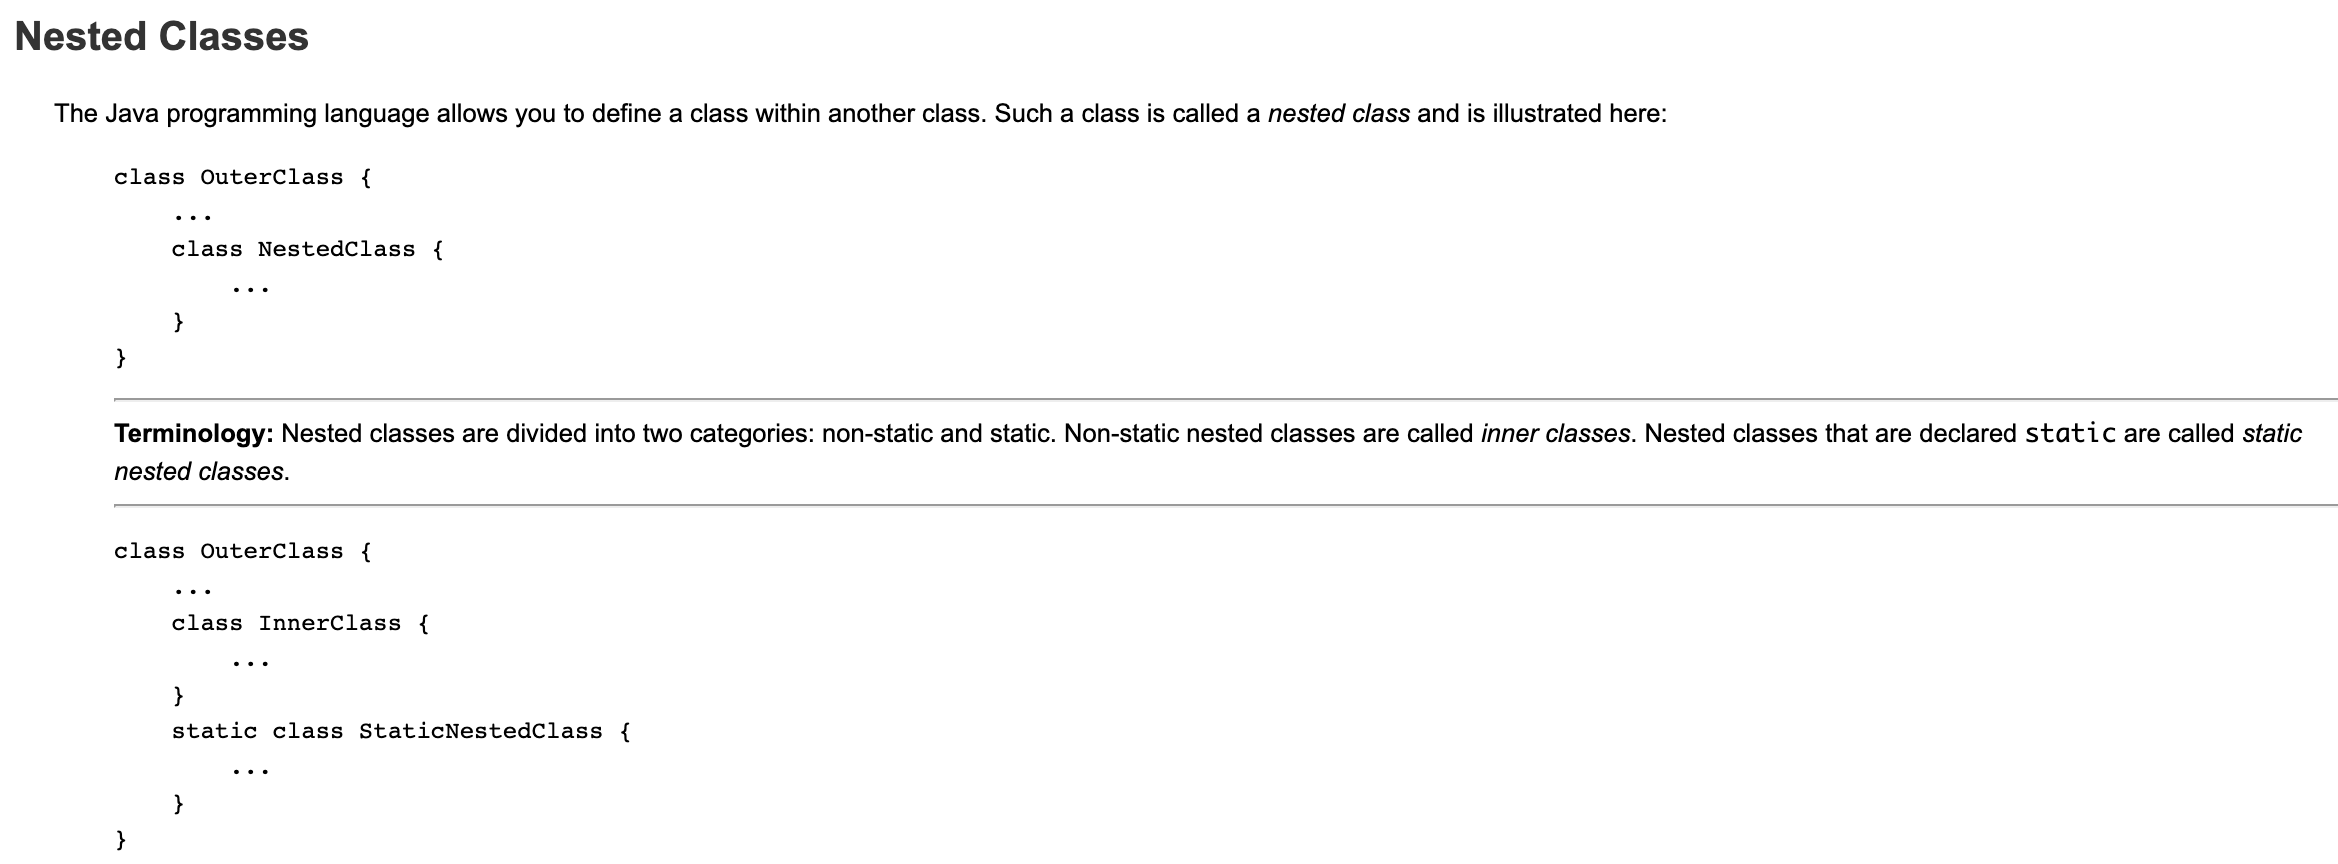 Nested Classes
The Java programming language allows you to define a class within another class. Such a class is called a nested class and is illustrated here:
class OuterClass {
    ...
    class NestedClass {
        ...
    }
}
Terminology: Nested classes are divided into two categories: non-static and static. Non-static nested classes are called inner classes. Nested classes that are declared static are called static
nested classes.
class OuterClass {
    ...
    class InnerClass {
        ...
    }
    static class StaticNestedClass {
        ...
    }
}